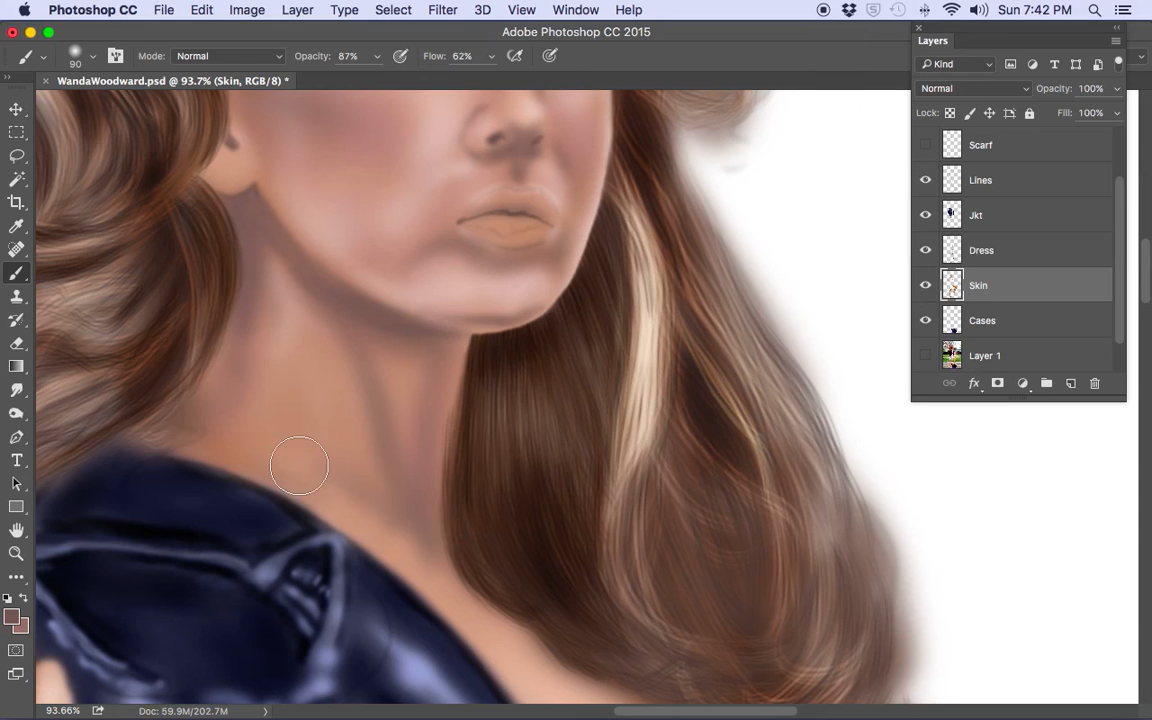 Photoshop CC File Edit Image Layer Type Select Filter 3D View Window Help Sun 7:42 PM
Adobe Photoshop CC 2015
90 Mode: Normal Opacity: 87% Flow: 62%
WandaWoodward.psd @ 93.7% (Skin, RGB/8) *
Layers
Kind
Normal Opacity: 100%
Lock: Fill: 100%
Scarf
Lines
Jkt
Dress
Skin
Cases
Layer 1
fx
93.66% Doc: 59.9M/202.7M